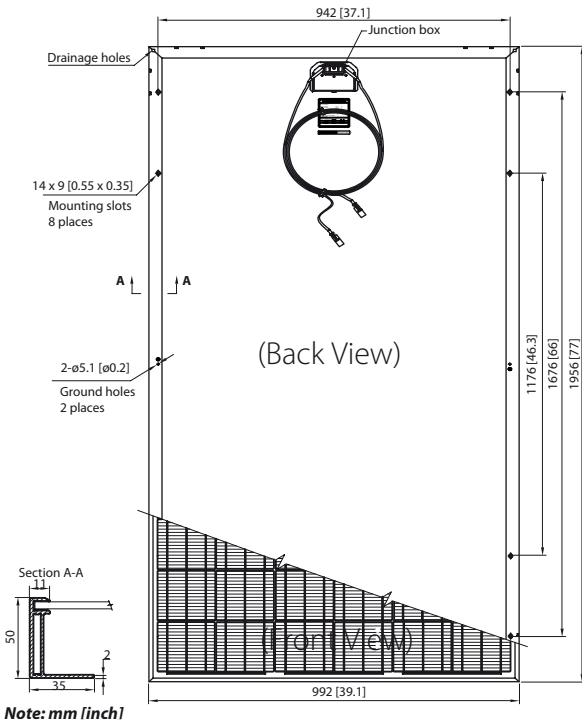 942 [37.1]
Junction box
Drainage holes
14 x 9 [0.55 x 0.35]
Mounting slots
8 places
A A
(Back View)
2-ø5.1 [ø0.2]
Ground holes
2 places
1176 [46.3]
1676 [66]
1956 [77]
Section A-A
11
50
2
35
(Front View)
992 [39.1]
Note: mm [inch]